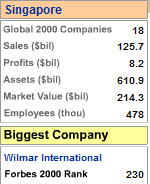 Singapore
Global 2000 Companies 18
Sales ($bil) 125.7
Profits ($bil) 8.2
Assets ($bil) 610.9
Market Value ($bil) 214.3
Employees (thou) 478
Biggest Company
Wilmar International
Forbes 2000 Rank 230